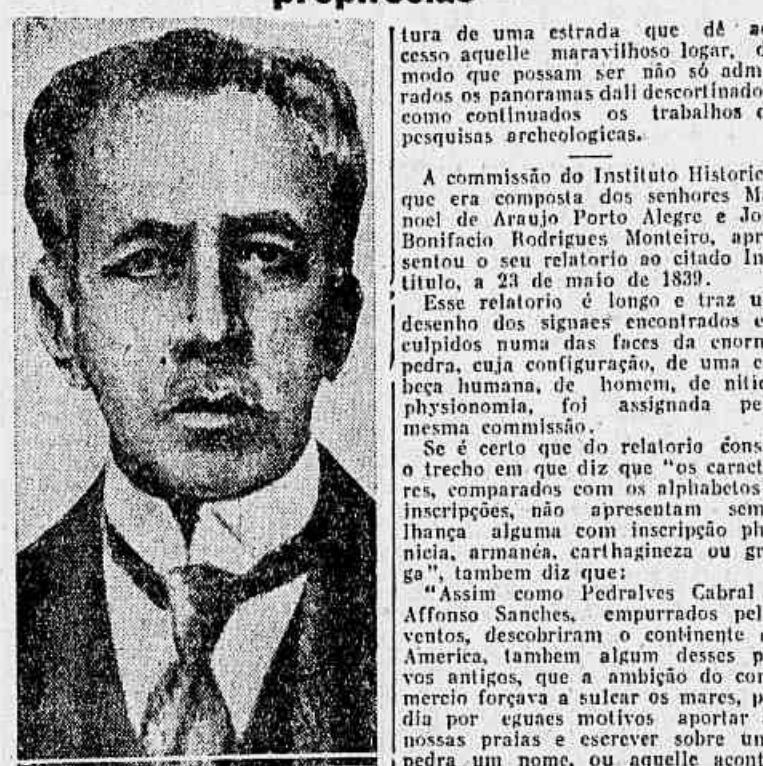 prophecias
tura de uma estrada que dê
cesso aquelle maravilhoso logar,
modo que possam ser não só adm
rados os panoramas dali descortinado
como continuados os trabalhos
pesquisas archeologicas.
A commissão do Instituto Historic
que era composta dos senhores M
noel de Araujo Porto Alegre e Jo
Bonifacio Rodrigues Monteiro, apr
sentou o seu relatorio ao citado In
tituto, a 23 de maio de 1839.
Esse relatorio é longo e traz u
desenho dos signaes encontrados e
culpidos numa das faces da enorm
pedra, cuja configuração, de uma c
beça humana, de homem, de niti
physionomia, foi assignada pe
mesma commissão.
Se é certo que do relatorio cons
o trecho em que diz que "os caract
res, comparados com os alphabetos
inscripções, não apresentam sem
lhança alguma com inscripção ph
nicia, armanéa, carthagineza ou gr
ga", tambem diz que:
"Assim como Pedralves Cabral
Affonso Sanches, empurrados pel
ventos, descobriram o continente
America, tambem algum desses p
vos antigos, que a ambição do com
mercio forçava a sulcar os mares, p
dia por eguaes motivos aportar
nossas praias e escrever sobre um
pedra um nome, ou aquelle acont